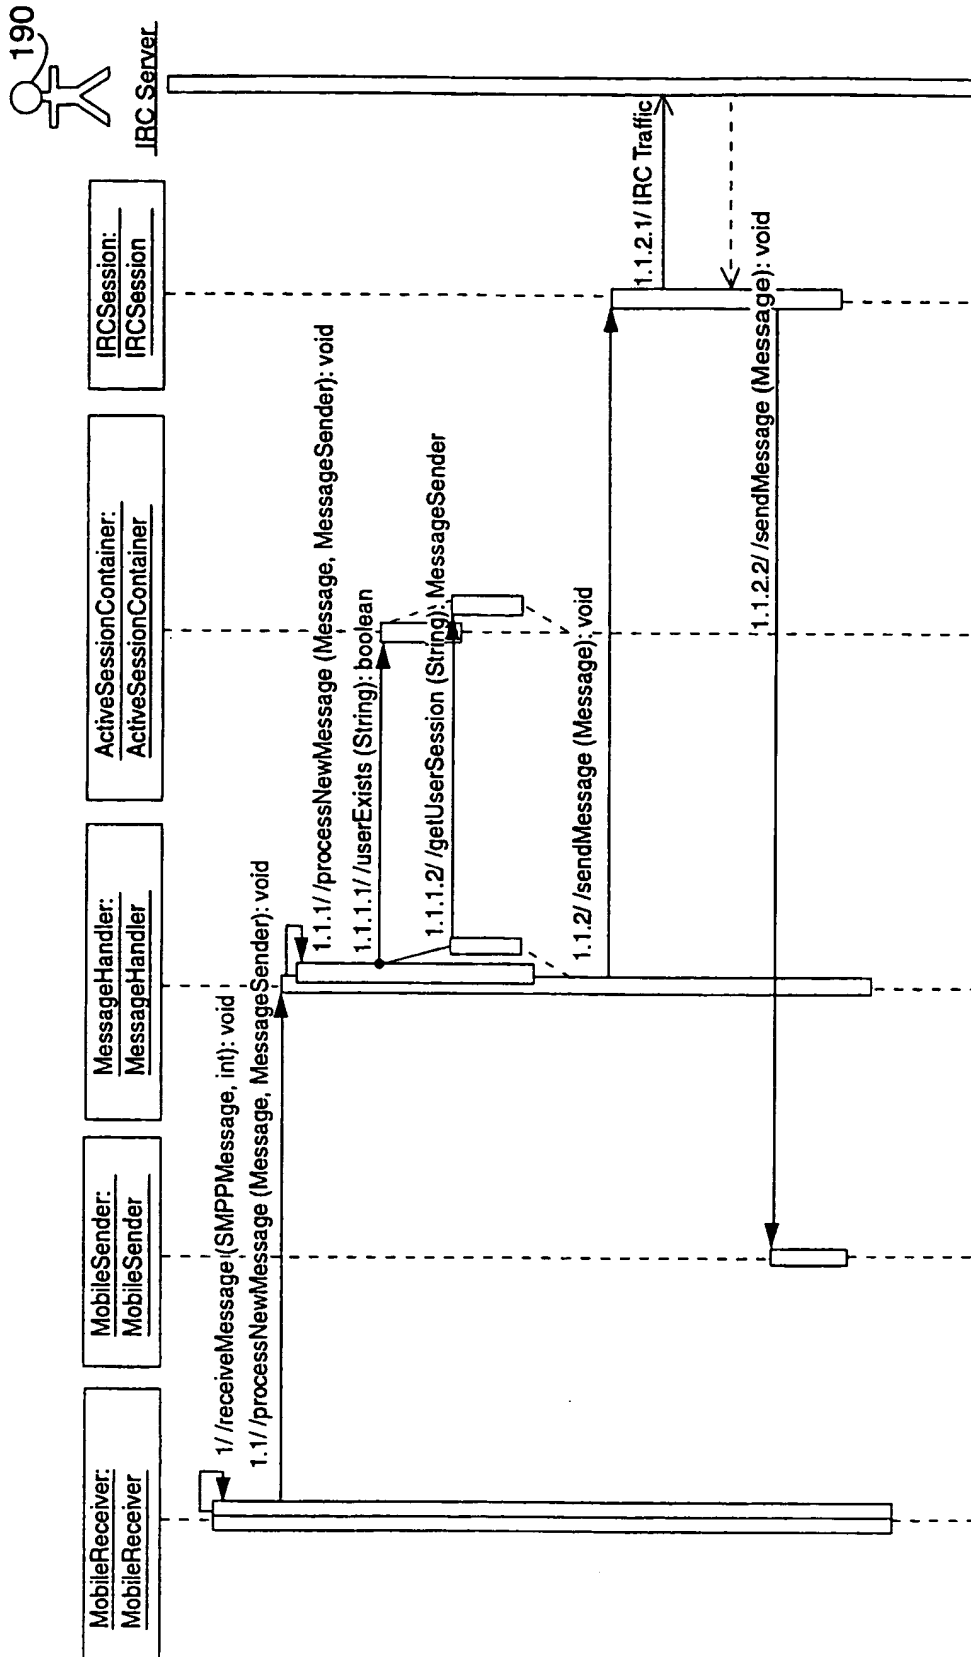 MobileReceiver:
MobileReceiver
MobileSender:
MobileSender
MessageHandler:
MessageHandler
ActiveSessionContainer:
ActiveSessionContainer
IRCSession:
IRCSession
190
IRC Server
1/ /receiveMessage (SMPPMessage, int): void
1.1/ /processNewMessage (Message, MessageSender): void
1.1.1/ /processNewMessage (Message, MessageSender): void
1.1.1.1/ /userExists (String): boolean
1.1.1.2/ /getUserSession (String): MessageSender
1.1.2/ /sendMessage (Message): void
1.1.2.1/ IRC Traffic
1.1.2.2/ /sendMessage (Message): void